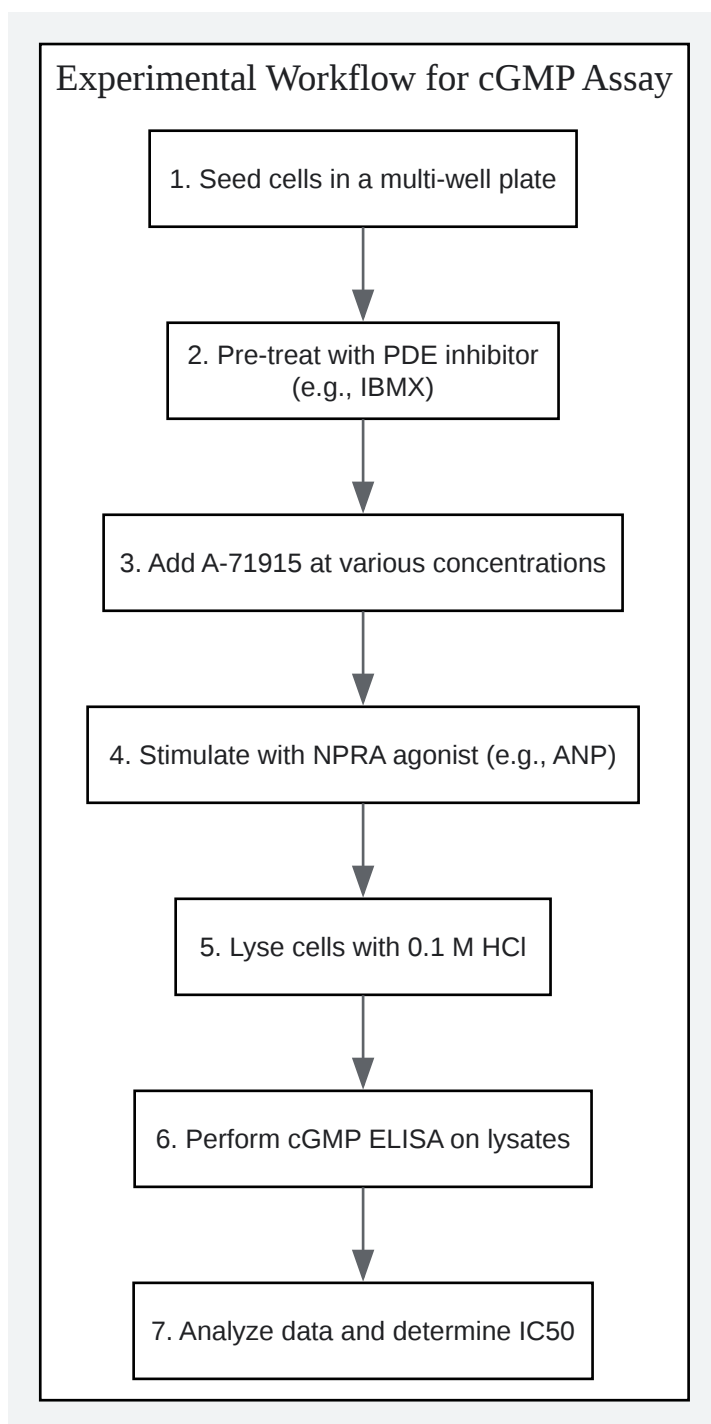 Experimental Workflow for cGMP Assay
1. Seed cells in a multi-well plate
2. Pre-treat with PDE inhibitor
(e.g., IBMX)
3. Add A-71915 at various concentrations
4. Stimulate with NPRA agonist (e.g., ANP)
5. Lyse cells with 0.1 M HCl
6. Perform cGMP ELISA on lysates
7. Analyze data and determine IC50